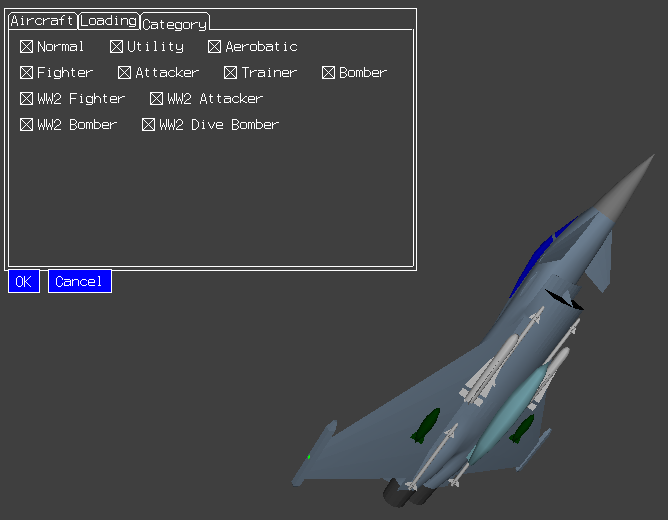 Aircraft Loading Category
Normal Utility Aerobatic
Fighter Attacker Trainer Bomber
WW2 Fighter WW2 Attacker
WW2 Bomber WW2 Dive Bomber
OK Cancel